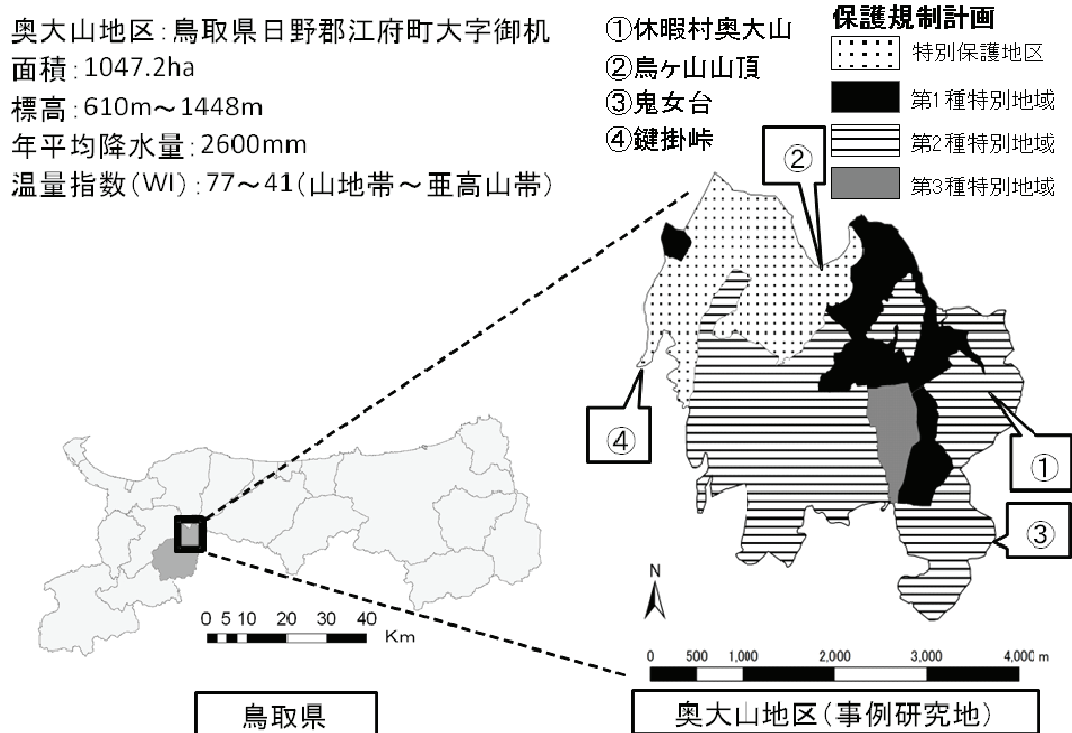 奥大山地区:鳥取県日野郡江府町大字御机
面積:1047.2ha
標高:610m～1448m
年平均降水量:2600mm
温量指数(WI):77～41(山地帯～亜高山帯)
①休暇村奥大山
②烏ヶ山山頂
③鬼女台
④鍵掛峠
保護規制計画
特別保護地区
第1種特別地域
第2種特別地域
第3種特別地域
②
④
①
③
N
0 5 10 20 30 40
Km
0 500 1,000 2,000 3,000 4,000 m
鳥取県
奥大山地区(事例研究地)